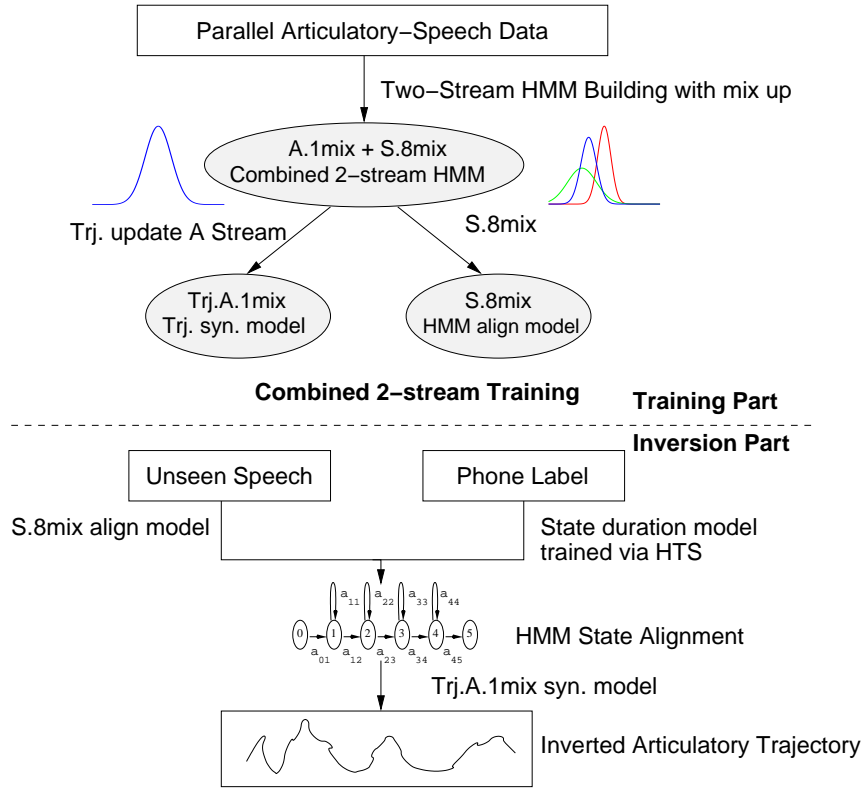 Parallel Articulatory−Speech Data
Two−Stream HMM Building with mix up
A.1mix + S.8mix
Combined 2−stream HMM
Trj. update A Stream
S.8mix
Trj.A.1mix
Trj. syn. model
S.8mix
HMM align model
Combined 2−stream Training
Training Part
Inversion Part
Unseen Speech
Phone Label
S.8mix align model
State duration model
trained via HTS
a11 a22 a33 a44
0 1 2 3 4 5
a01 a12 a23 a34 a45
HMM State Alignment
Trj.A.1mix syn. model
Inverted Articulatory Trajectory